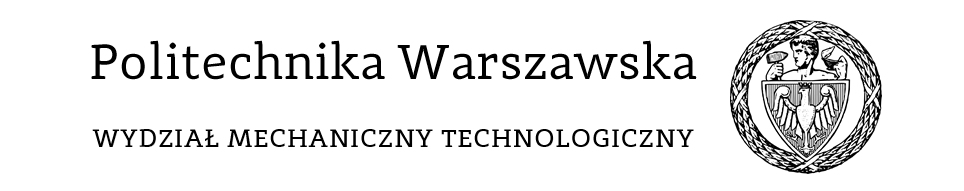 Politechnika Warszawska
WYDZIAŁ MECHANICZNY TECHNOLOGICZNY